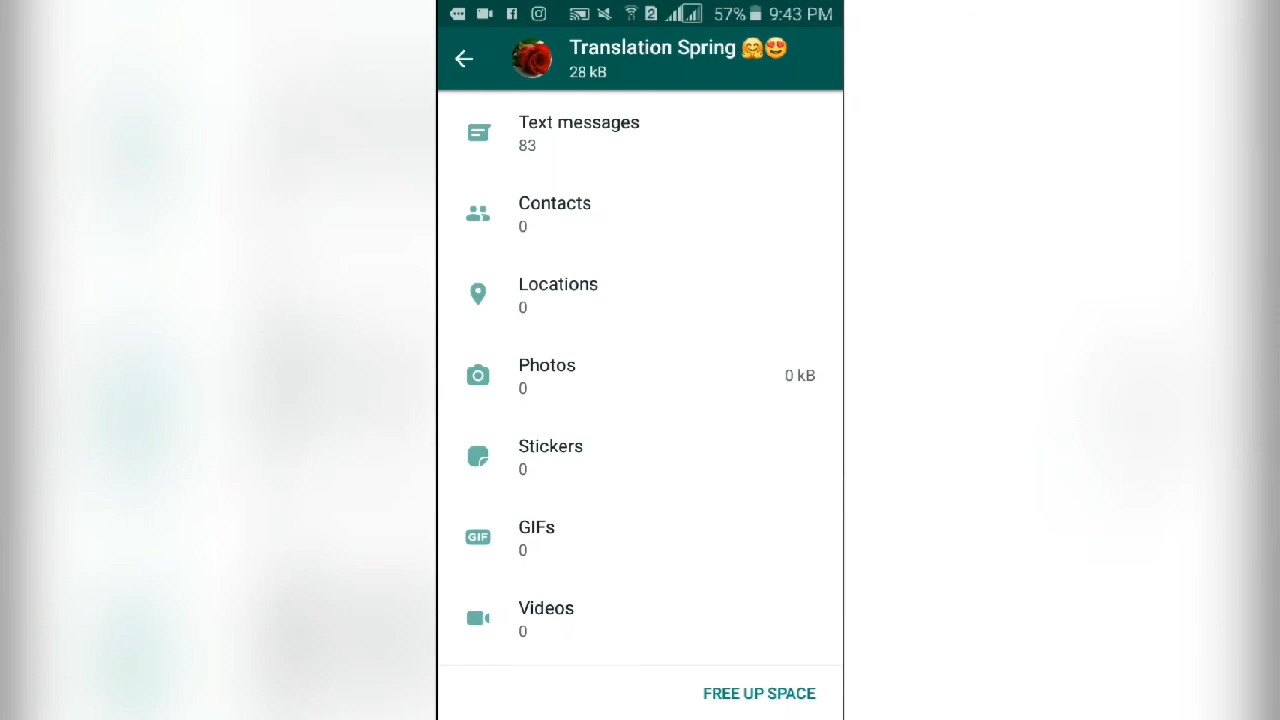 57% 9:43 PM
Translation Spring 🤗😍
28 kB
Text messages
83
Contacts
0
Locations
0
Photos
0
0 kB
Stickers
0
GIF
GIFs
0
Videos
0
FREE UP SPACE